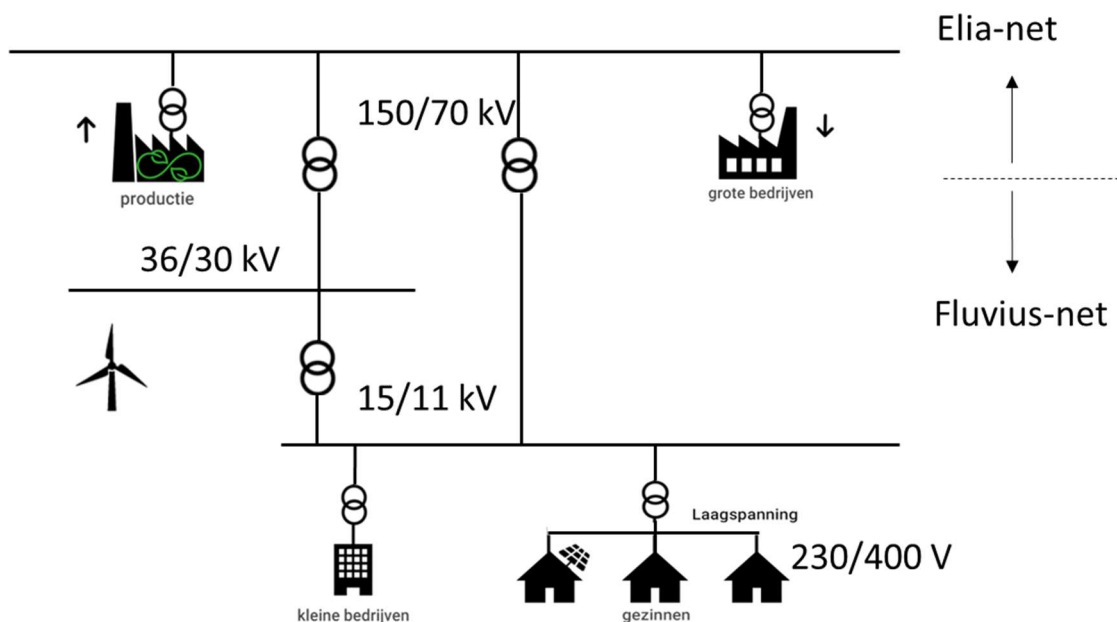 Elia-net
150/70 kV
productie
grote bedrijven
36/30 kV
Fluvius-net
15/11 kV
Laagspanning
230/400 V
kleine bedrijven
gezinnen